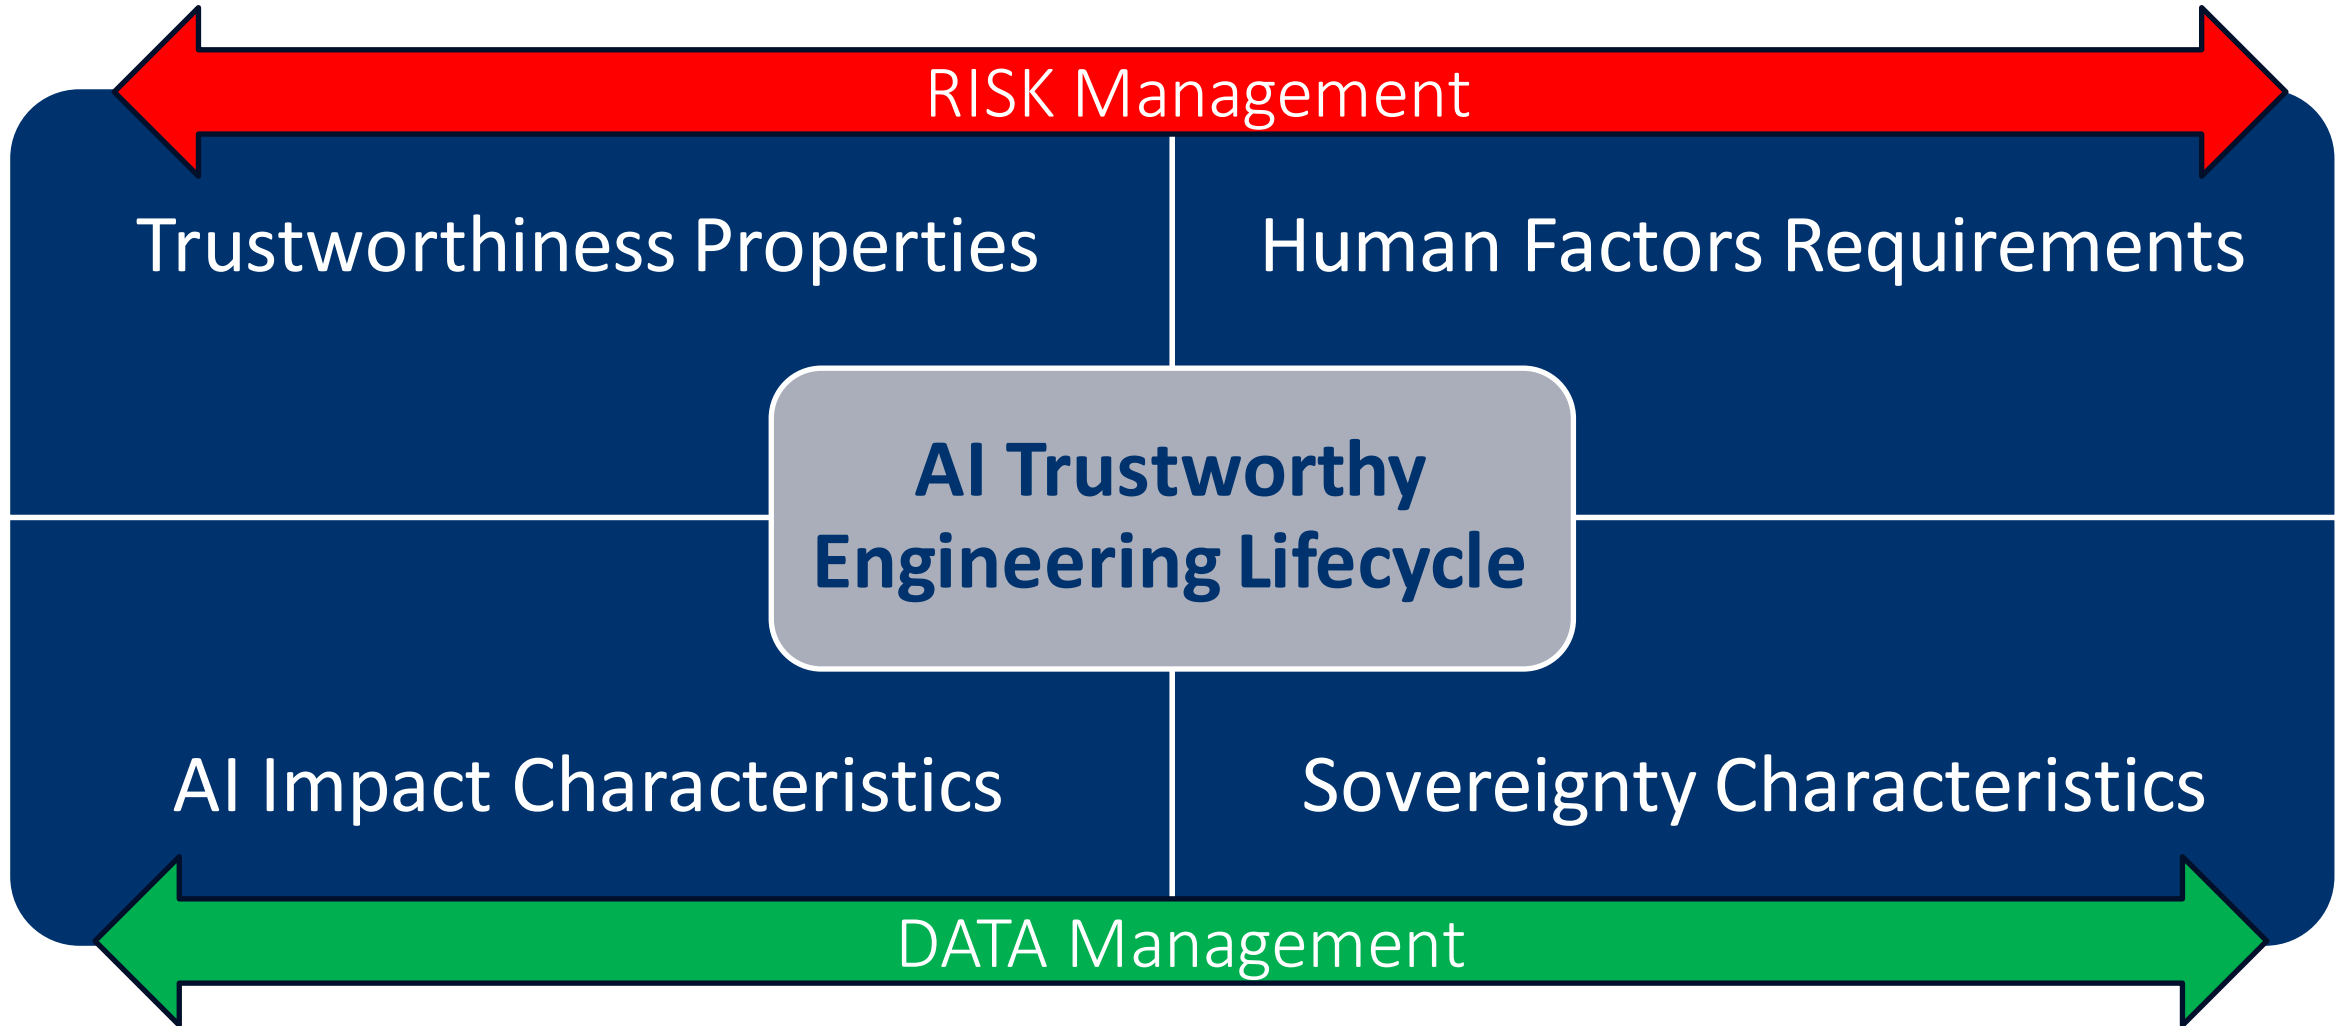 RISK Management
Trustworthiness Properties
Human Factors Requirements
AI Trustworthy
Engineering Lifecycle
AI Impact Characteristics
Sovereignty Characteristics
DATA Management